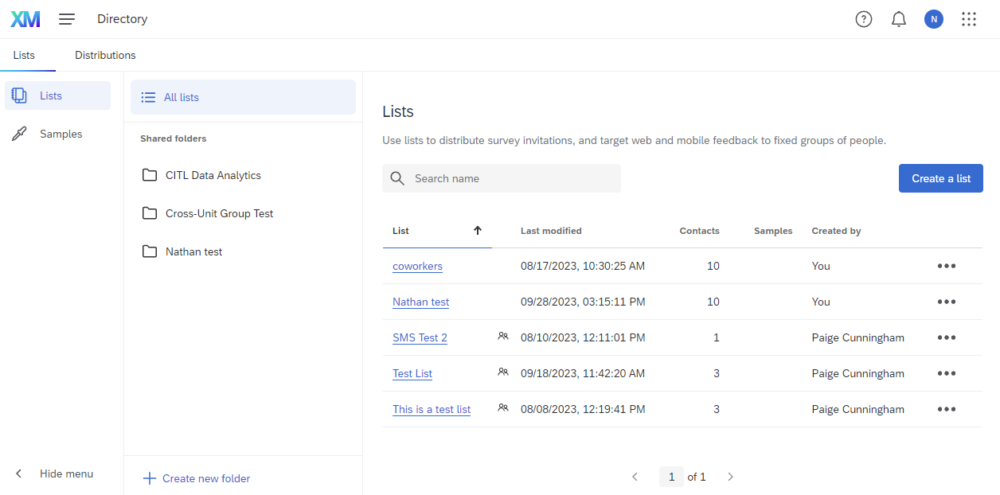 XM Directory ? N
Lists Distributions
Lists
Samples
Hide menu
All lists
Shared folders
CITL Data Analytics
Cross-Unit Group Test
Nathan test
Create new folder
Lists
Use lists to distribute survey invitations, and target web and mobile feedback to fixed groups of people.
Search name Create a list
List Last modified Contacts Samples Created by
coworkers 08/17/2023, 10:30:25 AM 10 You
Nathan test 09/28/2023, 03:15:11 PM 10 You
SMS Test 2 08/10/2023, 12:11:01 PM 1 Paige Cunningham
Test List 09/18/2023, 11:42:20 AM 3 Paige Cunningham
This is a test list 08/08/2023, 12:19:41 PM 3 Paige Cunningham
1 of 1